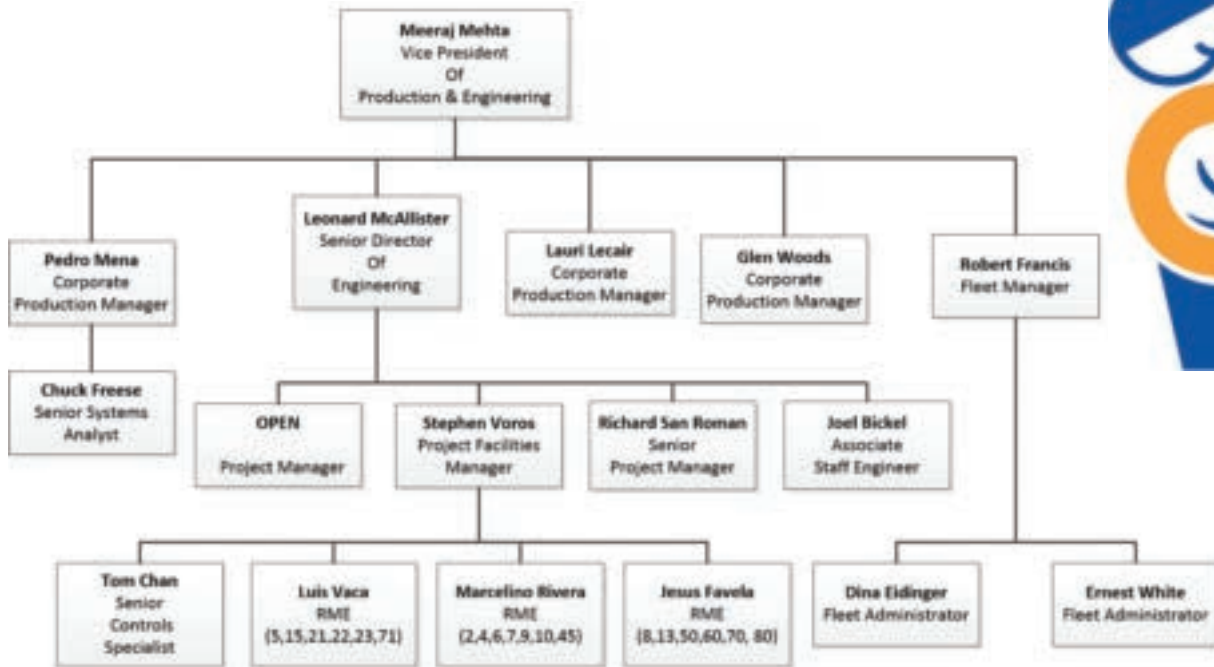 Meeraj Mehta
Vice President
Of
Production & Engineering
Pedro Mena
Corporate
Production Manager
Leonard McAllister
Senior Director
Of
Engineering
Lauri Lecair
Corporate
Production Manager
Glen Woods
Corporate
Production Manager
Robert Francis
Fleet Manager
Chuck Freese
Senior Systems
Analyst
OPEN
Project Manager
Stephen Voros
Project Facilities
Manager
Richard San Roman
Senior
Project Manager
Joel Bickel
Associate
Staff Engineer
Tom Chan
Senior
Controls
Specialist
Luis Vaca
RME
(5,15,21,22,23,71)
Marcelino Rivera
RME
(2,4,6,7,9,10,45)
Jesus Favela
RME
(8,13,50,60,70, 80)
Dina Eidinger
Fleet Administrator
Ernest White
Fleet Administrator